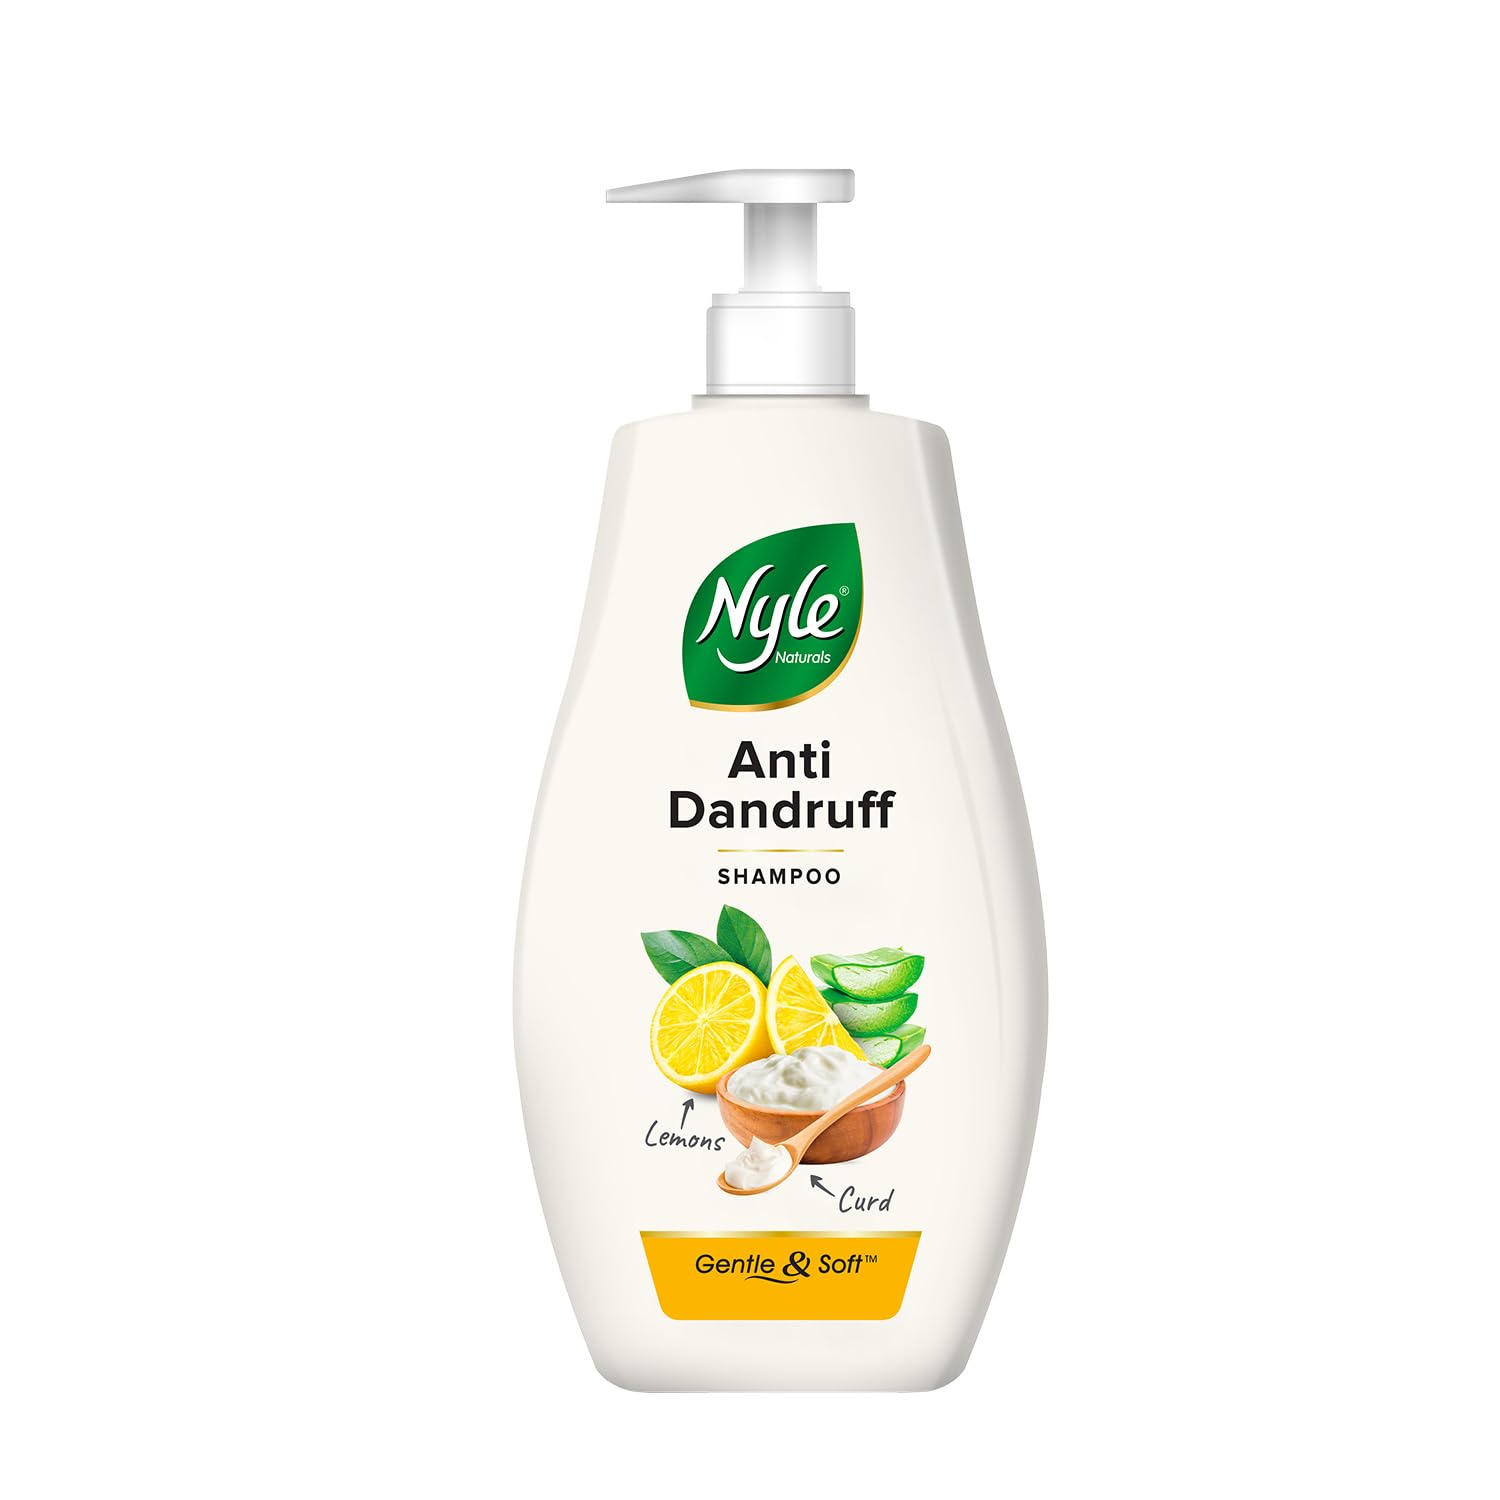 Nyle®
Naturals
Anti
Dandruff
SHAMPOO
Lemons
Curd
Gentle & Soft™